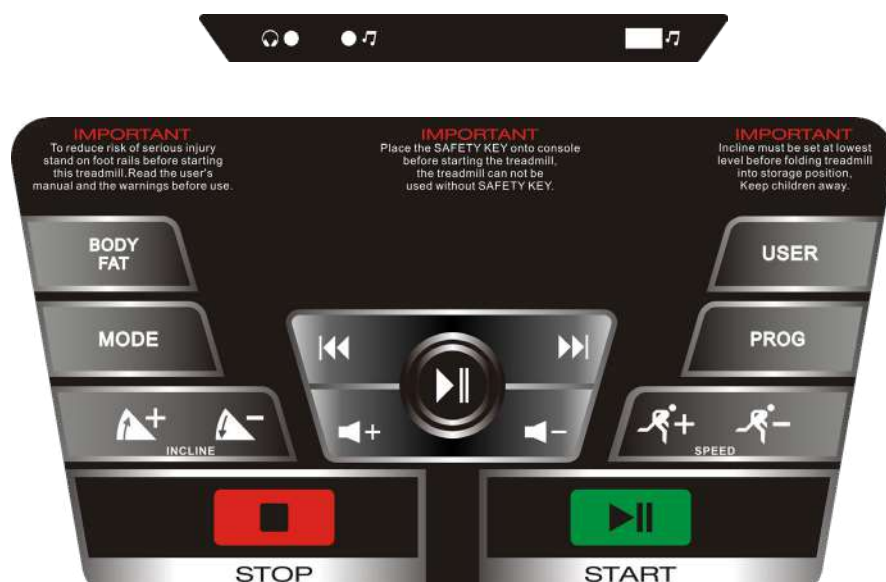 IMPORTANT
To reduce risk of serious injury
stand on foot rails before starting
this treadmill.Read the user's
manual and the warnings before use.
IMPORTANT
Place the SAFETY KEY onto console
before starting the treadmill,
the treadmill can not be
used without SAFETY KEY.
IMPORTANT
Incline must be set at lowest
level before folding treadmill
into storage position,
Keep children away.
BODY
FAT
USER
MODE
PROG
INCLINE
SPEED
STOP
START